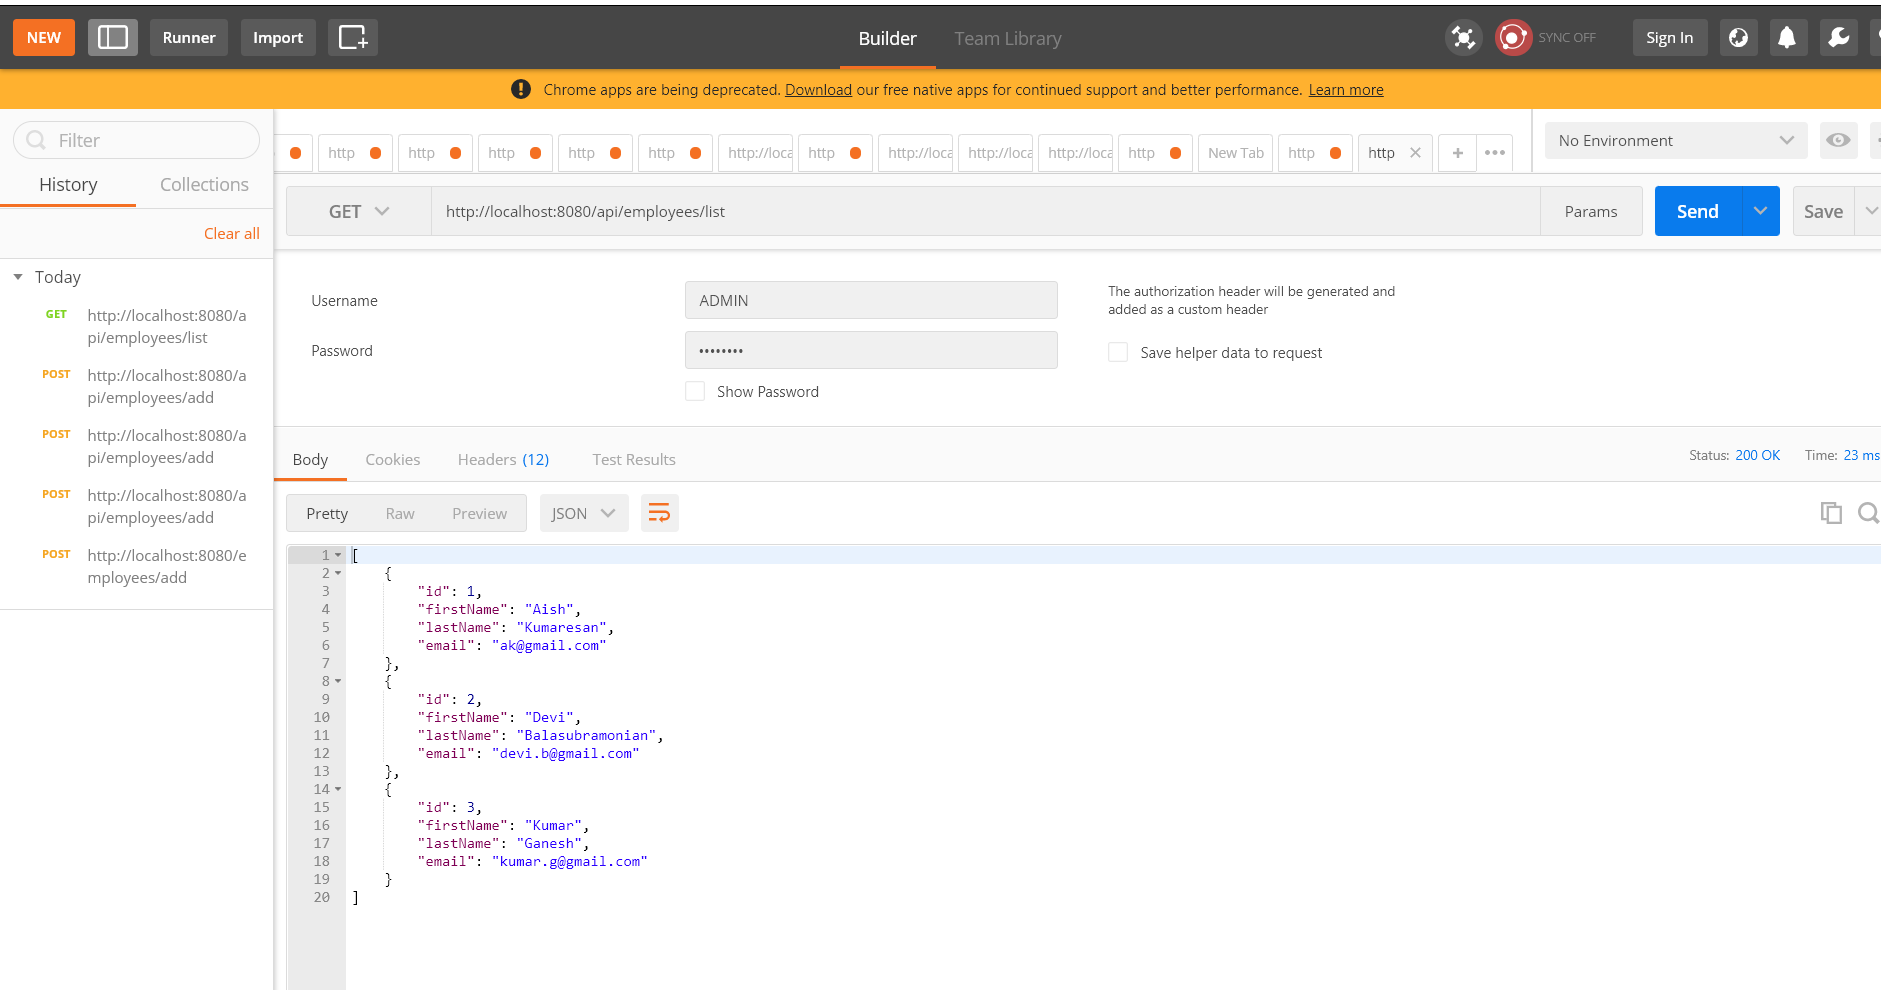 NEW Runner Import Builder Team Library SYNC OFF Sign In
Chrome apps are being deprecated. Download our free native apps for continued support and better performance. Learn more
Filter
History Collections
Clear all
Today
GET http://localhost:8080/a
pi/employees/list
POST http://localhost:8080/a
pi/employees/add
POST http://localhost:8080/a
pi/employees/add
POST http://localhost:8080/a
pi/employees/add
POST http://localhost:8080/e
mployees/add
http http http http http http://loca http http://loca http://loca http://loca http New Tab http http × + •••
No Environment
GET http://localhost:8080/api/employees/list Params Send Save
Username ADMIN
Password ••••••••
Show Password
The authorization header will be generated and
added as a custom header
Save helper data to request
Body Cookies Headers (12) Test Results Status: 200 OK Time: 23 ms
Pretty Raw Preview JSON
1 [
2 {
3 "id": 1,
4 "firstName": "Aish",
5 "lastName": "Kumaresan",
6 "email": "ak@gmail.com"
7 },
8 {
9 "id": 2,
10 "firstName": "Devi",
11 "lastName": "Balasubramonian",
12 "email": "devi.b@gmail.com"
13 },
14 {
15 "id": 3,
16 "firstName": "Kumar",
17 "lastName": "Ganesh",
18 "email": "kumar.g@gmail.com"
19 }
20 ]